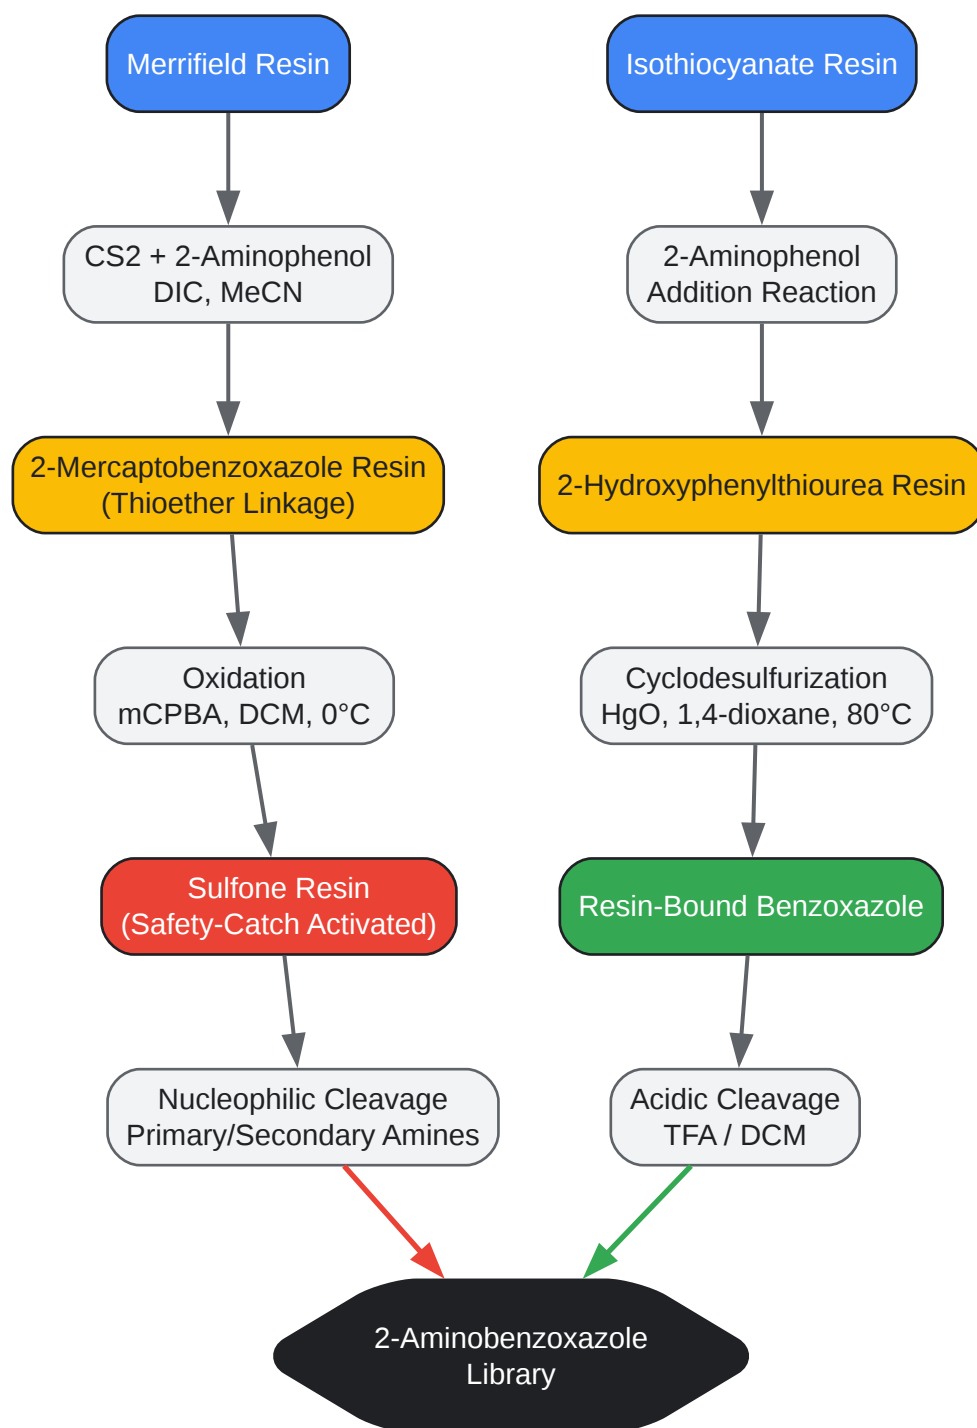 Merrifield Resin
Isothiocyanate Resin
CS2 + 2-Aminophenol
DIC, MeCN
2-Aminophenol
Addition Reaction
2-Mercaptobenzoxazole Resin
(Thioether Linkage)
2-Hydroxyphenylthiourea Resin
Oxidation
mCPBA, DCM, 0°C
Cyclodesulfurization
HgO, 1,4-dioxane, 80°C
Sulfone Resin
(Safety-Catch Activated)
Resin-Bound Benzoxazole
Nucleophilic Cleavage
Primary/Secondary Amines
Acidic Cleavage
TFA / DCM
2-Aminobenzoxazole
Library